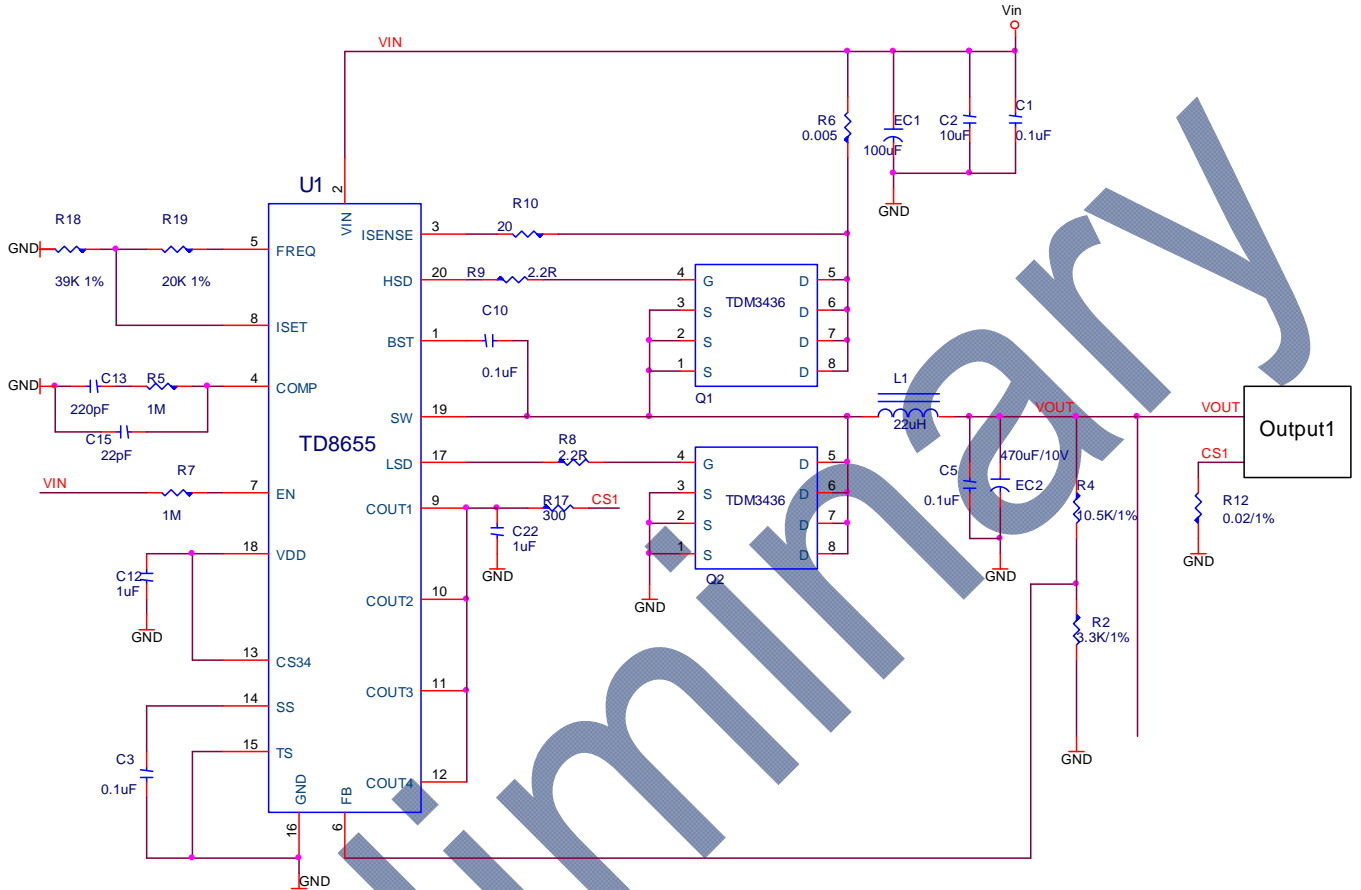 Vin
VIN
R6
0.005
EC1
100uF
C2
10uF
C1
0.1uF
GND
U1
2
VIN
R18
R19
R10
20
GND
39K 1%
20K 1%
5
FREQ
3
ISENSE
8
ISET
20
HSD
R9
2.2R
4
G
D
5
3
S
TDM3436
D
6
2
S
D
7
1
S
D
8
Q1
C10
0.1uF
1
BST
GND
C13
R5
220pF
1M
C15
22pF
4
COMP
19
SW
L1
22uH
VOUT
VOUT
Output1
CS1
R12
0.02/1%
GND
TD8655
17
LSD
R8
2.2R
4
G
D
5
3
S
TDM3436
D
6
2
S
D
7
1
S
D
8
Q2
GND
470uF/10V
C5
0.1uF
EC2
GND
R4
10.5K/1%
VIN
R7
1M
7
EN
9
COUT1
R17
300
CS1
C22
1uF
GND
18
VDD
C12
1uF
GND
10
COUT2
R2
3.3K/1%
GND
13
CS34
11
COUT3
14
SS
15
TS
C3
0.1uF
12
COUT4
GND
FB
16
6
GND
iminary